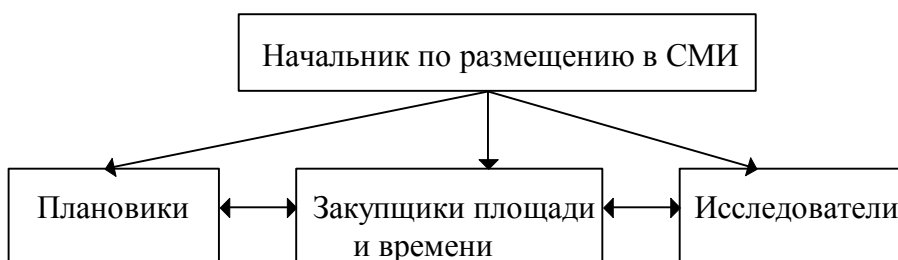 Начальник по размещению в СМИ
Плановики
Закупщики площади
и времени
Исследователи